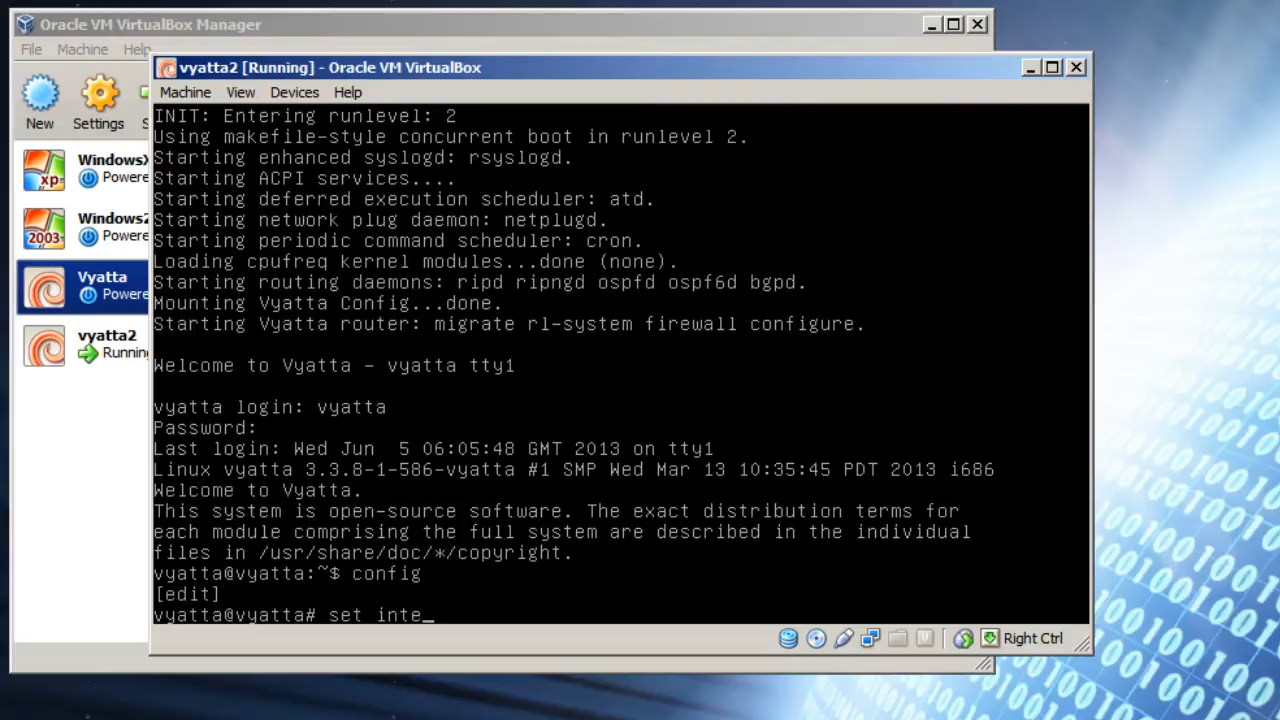 Oracle VM VirtualBox Manager
File Machine Help
New Settings S
WindowsX
Powere
Windows2
Powere
Vyatta
Powere
vyatta2
Running
xp
2003
vyatta2 [Running] - Oracle VM VirtualBox
Machine View Devices Help
INIT: Entering runlevel: 2
Using makefile-style concurrent boot in runlevel 2.
Starting enhanced syslogd: rsyslogd.
Starting ACPI services....
Starting deferred execution scheduler: atd.
Starting network plug daemon: netplugd.
Starting periodic command scheduler: cron.
Loading cpufreq kernel modules...done (none).
Starting routing daemons: ripd ripngd ospfd ospf6d bgpd.
Mounting Vyatta Config...done.
Starting Vyatta router: migrate rl-system firewall configure.
Welcome to Vyatta - vyatta tty1
vyatta login: vyatta
Password:
Last login: Wed Jun  5 06:05:48 GMT 2013 on tty1
Linux vyatta 3.3.8-1-586-vyatta #1 SMP Wed Mar 13 10:35:45 PDT 2013 i686
Welcome to Vyatta.
This system is open-source software. The exact distribution terms for
each module comprising the full system are described in the individual
files in /usr/share/doc/*/copyright.
vyatta@vyatta:~$ config
[edit]
vyatta@vyatta# set inte_
Right Ctrl